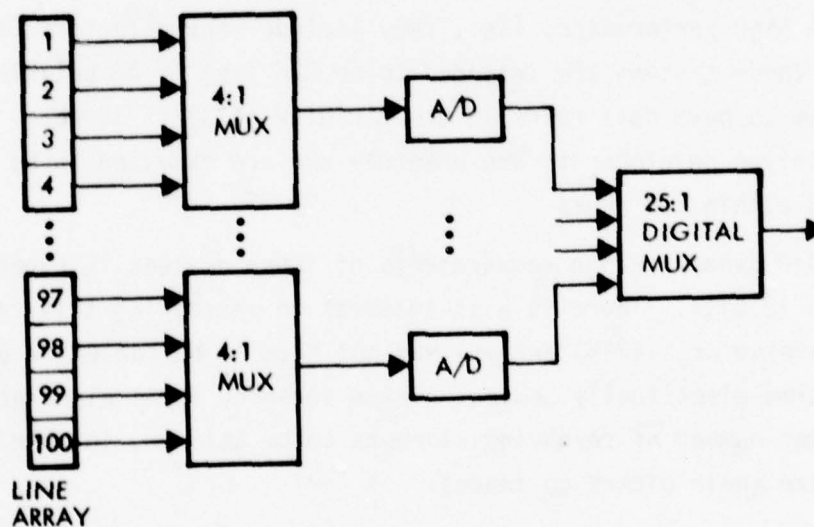 1
2
3
4
4:1
MUX
A/D
25:1
DIGITAL
MUX
97
98
99
100
4:1
MUX
A/D
LINE
ARRAY